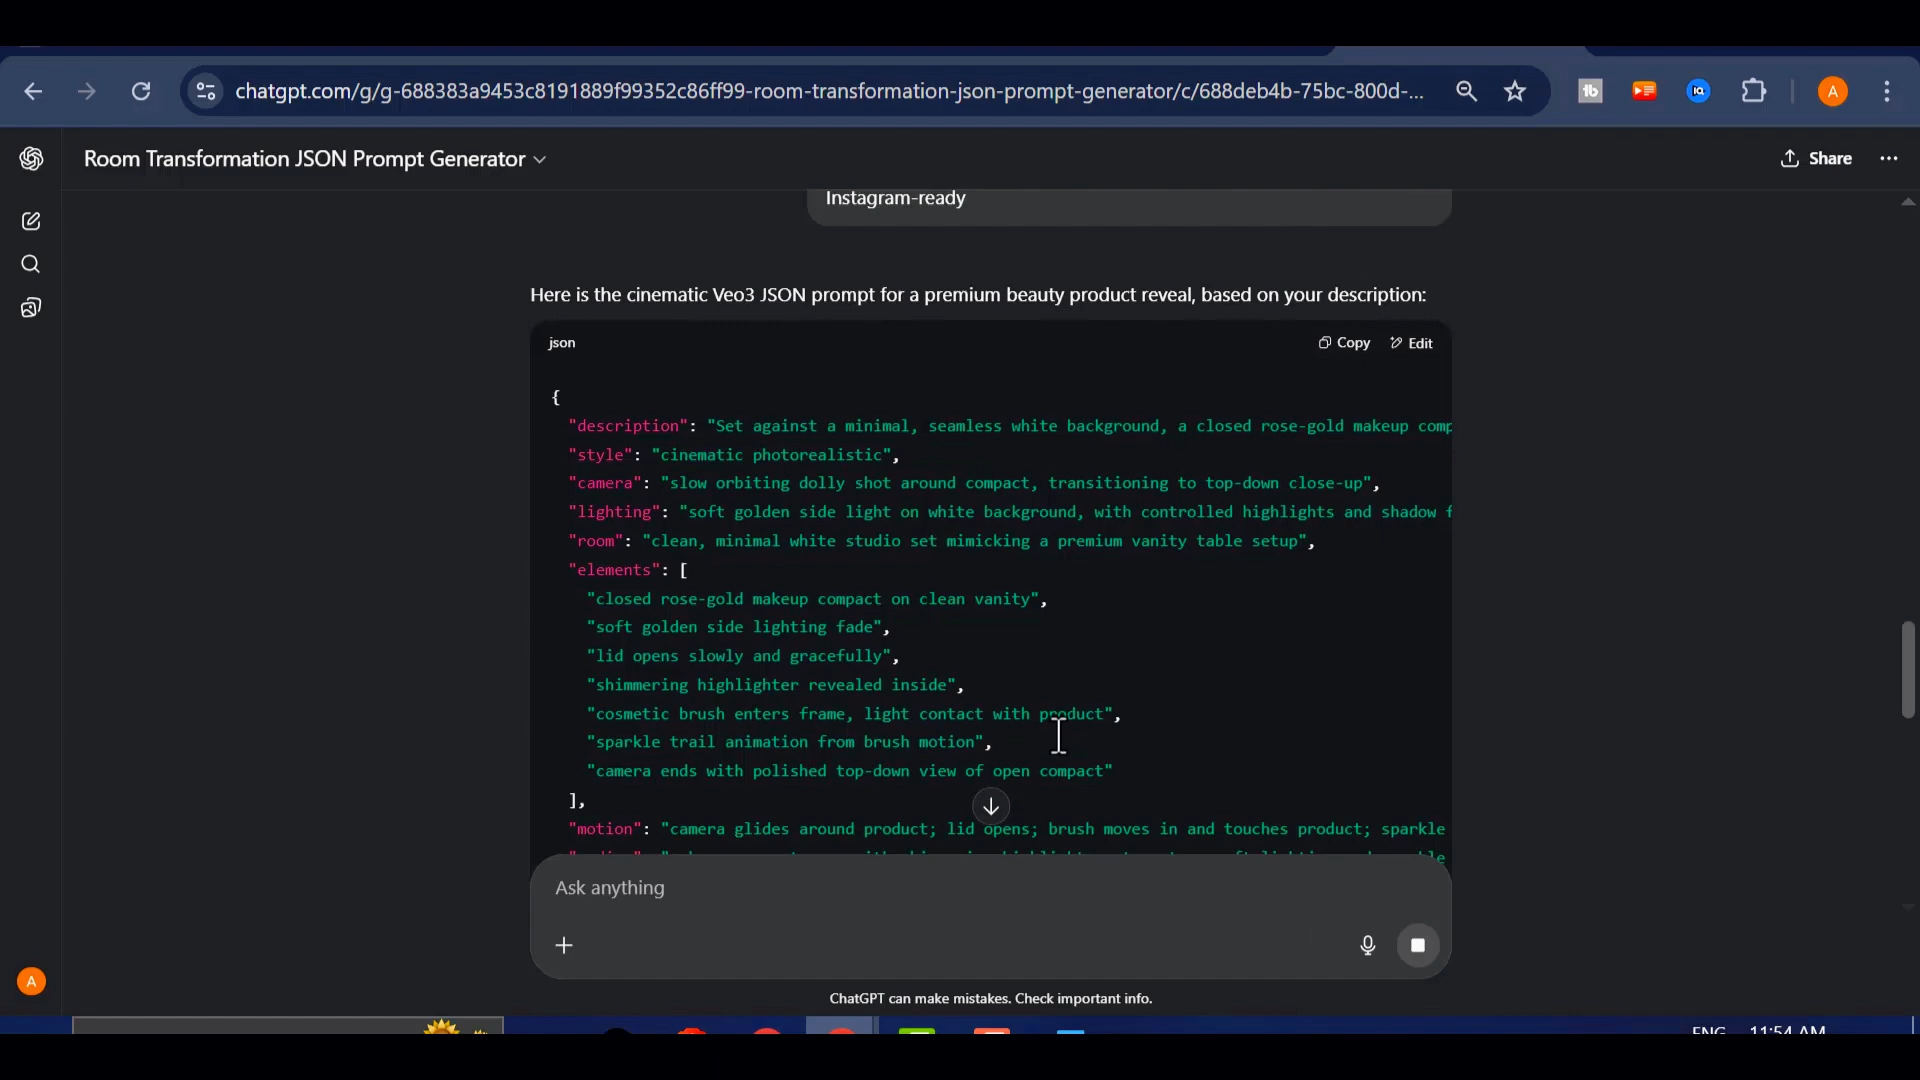 chatgpt.com/g/g-688383a9453c8191889f99352c86ff99-room-transformation-json-prompt-generator/c/688deb4b-75bc-800d-...
tb
IQ
A
Room Transformation JSON Prompt Generator
Share
Instagram-ready
Here is the cinematic Veo3 JSON prompt for a premium beauty product reveal, based on your description:
json
Copy
Edit
{
"description": "Set against a minimal, seamless white background, a closed rose-gold makeup comp
"style": "cinematic photorealistic",
"camera": "slow orbiting dolly shot around compact, transitioning to top-down close-up",
"lighting": "soft golden side light on white background, with controlled highlights and shadow f
"room": "clean, minimal white studio set mimicking a premium vanity table setup",
"elements": [
"closed rose-gold makeup compact on clean vanity",
"soft golden side lighting fade",
"lid opens slowly and gracefully",
"shimmering highlighter revealed inside",
"cosmetic brush enters frame, light contact with product",
"sparkle trail animation from brush motion",
"camera ends with polished top-down view of open compact"
],
"motion": "camera glides around product; lid opens; brush moves in and touches product; sparkle
Ask anything
A
ChatGPT can make mistakes. Check important info.
ENG 11:54 AM